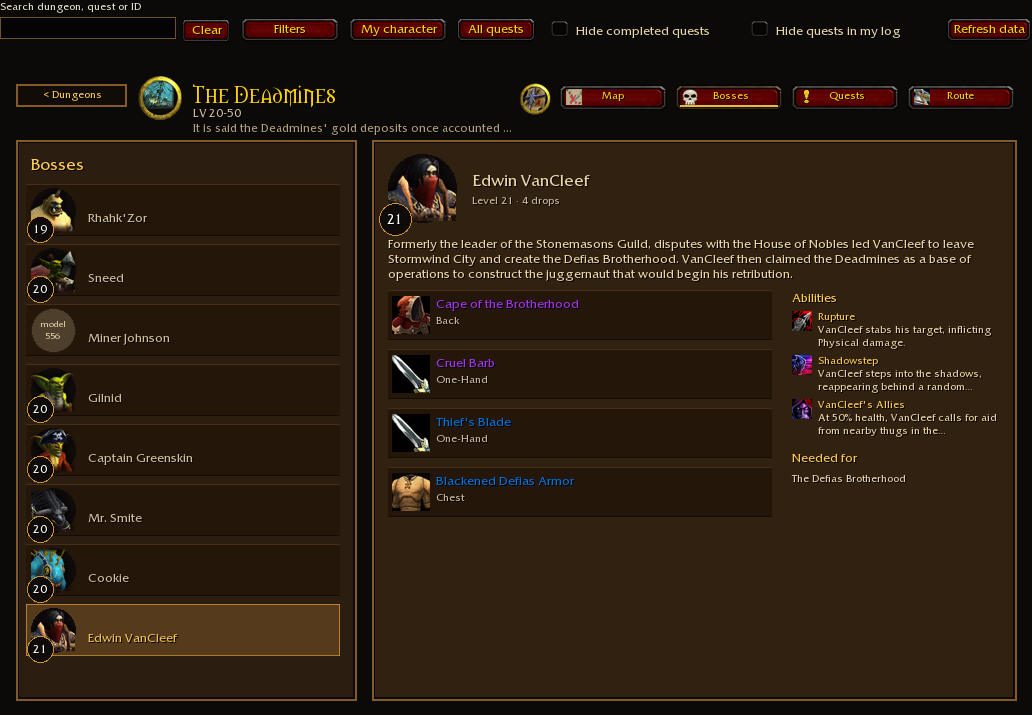 Search dungeon, quest or ID
Clear
Filters
My character
All quests
Hide completed quests
Hide quests in my log
Refresh data
< Dungeons
The Deadmines
LV 20-50
It is said the Deadmines' gold deposits once accounted ...
Map
Bosses
Quests
Route
Bosses
19
Rhahk'Zor
20
Sneed
model
556
Miner Johnson
20
Gilnid
20
Captain Greenskin
20
Mr. Smite
20
Cookie
21
Edwin VanCleef
21
Edwin VanCleef
Level 21 · 4 drops
Formerly the leader of the Stonemasons Guild, disputes with the House of Nobles led VanCleef to leave
Stormwind City and create the Defias Brotherhood. VanCleef then claimed the Deadmines as a base of
operations to construct the juggernaut that would begin his retribution.
Cape of the Brotherhood
Back
Cruel Barb
One-Hand
Thief's Blade
One-Hand
Blackened Defias Armor
Chest
Abilities
Rupture
VanCleef stabs his target, inflicting
Physical damage.
Shadowstep
VanCleef steps into the shadows,
reappearing behind a random...
VanCleef's Allies
At 50% health, VanCleef calls for aid
from nearby thugs in the...
Needed for
The Defias Brotherhood